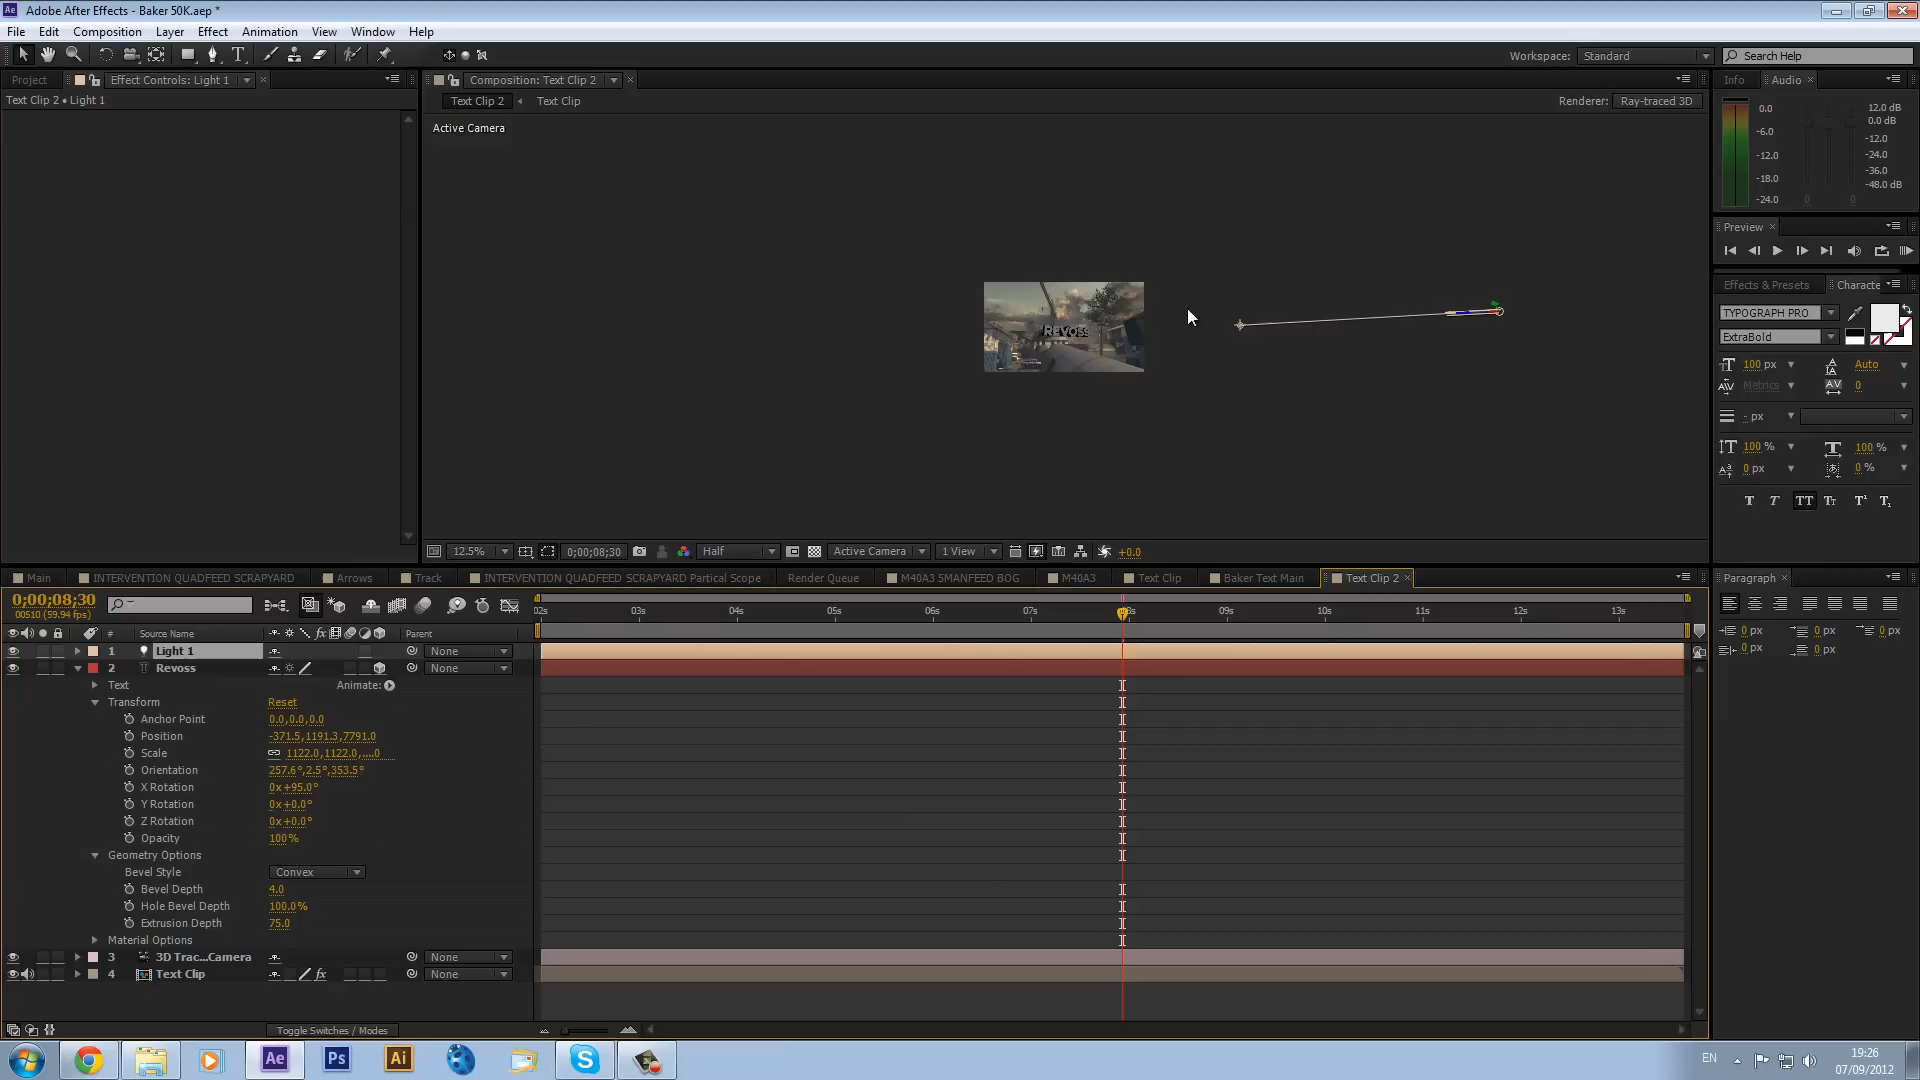 Adobe After Effects - Baker 50K.aep *
File Edit Composition Layer Effect Animation View Window Help
Workspace: Standard Search Help
Project Effect Controls: Light 1 Composition: Text Clip 2 Info Audio
Text Clip 2 • Light 1
Text Clip 2 Text Clip Renderer: Ray-traced 3D
Active Camera
REVOSS
0.0
-6.0
-12.0
-18.0
-24.0
12.0 dB
0.0 dB
-12.0
-24.0
-36.0
-48.0 dB
0 0
Preview
Effects & Presets Characte
TYPOGRAPH PRO
ExtraBold
100 px Auto
Metrics 0
- px
100 % 100 %
0 px 0 %
T T TT Tt T¹ T₁
12.5% 0;00;08;30 Half Active Camera 1 View +0.0
Main INTERVENTION QUADFEED SCRAPYARD Arrows Track INTERVENTION QUADFEED SCRAPYARD Partical Scope Render Queue M40A3 5MANFEED BOG M40A3 Text Clip Baker Text Main Text Clip 2
Paragraph
0 px 0 px 0 px
0 px 0 px
0;00;08;30
00510 (59.94 fps)
02s 03s 04s 05s 06s 07s 08s 09s 10s 11s 12s 13s
# Source Name Parent
1 Light 1 None
2 Revoss None
Text Animate:
Transform Reset
Anchor Point 0.0,0.0,0.0
Position -371.5,1191.3,7791.0
Scale 1122.0,1122.0,....0
Orientation 257.6°,2.5°,353.5°
X Rotation 0x+95.0°
Y Rotation 0x+0.0°
Z Rotation 0x+0.0°
Opacity 100%
Geometry Options
Bevel Style Convex
Bevel Depth 4.0
Hole Bevel Depth 100.0%
Extrusion Depth 75.0
Material Options
3 3D Trac...Camera None
4 Text Clip None
Toggle Switches / Modes
Ae Ps Ai
EN
19:26
07/09/2012